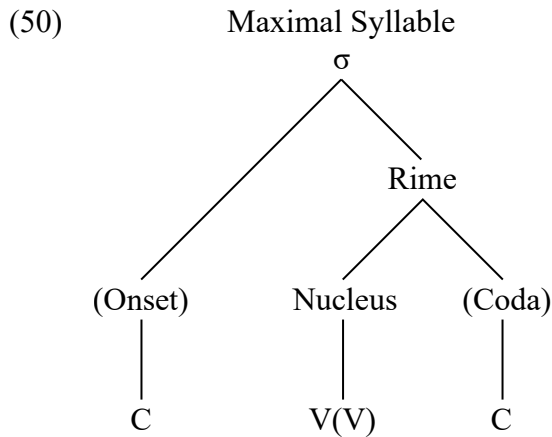 (50) Maximal Syllable
σ
Rime
(Onset) Nucleus (Coda)
C V(V) C